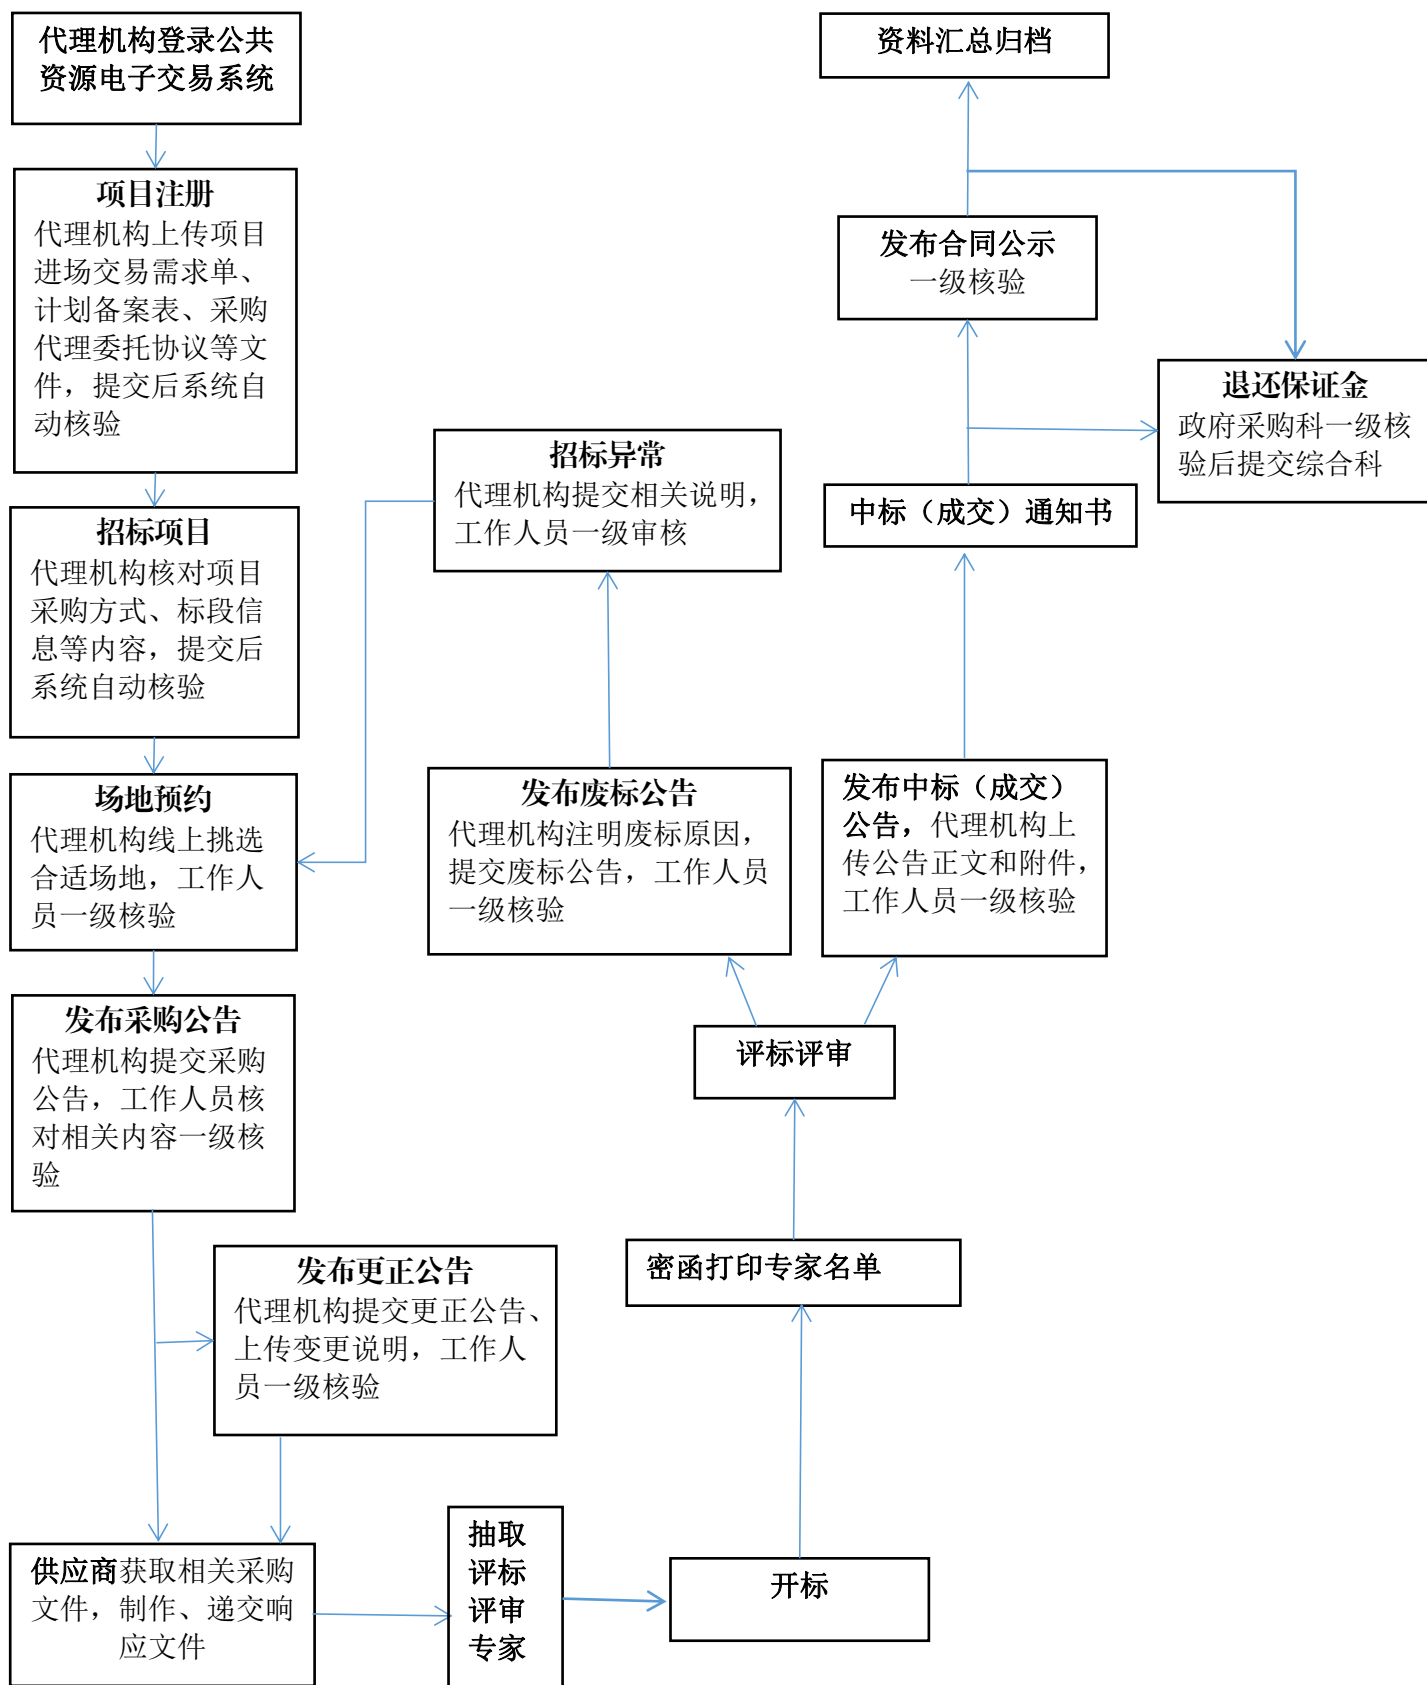 代理机构登录公共
资源电子交易系统
项目注册
代理机构上传项目
进场交易需求单、
计划备案表、采购
代理委托协议等文
件，提交后系统自
动核验
招标项目
代理机构核对项目
采购方式、标段信
息等内容，提交后
系统自动核验
场地预约
代理机构线上挑选
合适场地，工作人
员一级核验
发布采购公告
代理机构提交采购
公告，工作人员核
对相关内容一级核
验
发布更正公告
代理机构提交更正公告、
上传变更说明，工作人
员一级核验
供应商获取相关采购
文件，制作、递交响
应文件
抽取
评标
评审
专家
开标
密函打印专家名单
评标评审
发布废标公告
代理机构注明废标原因，
提交废标公告，工作人员
一级核验
招标异常
代理机构提交相关说明，
工作人员一级审核
发布中标（成交）
公告，代理机构上
传公告正文和附件，
工作人员一级核验
中标（成交）通知书
退还保证金
政府采购科一级核
验后提交综合科
发布合同公示
一级核验
资料汇总归档